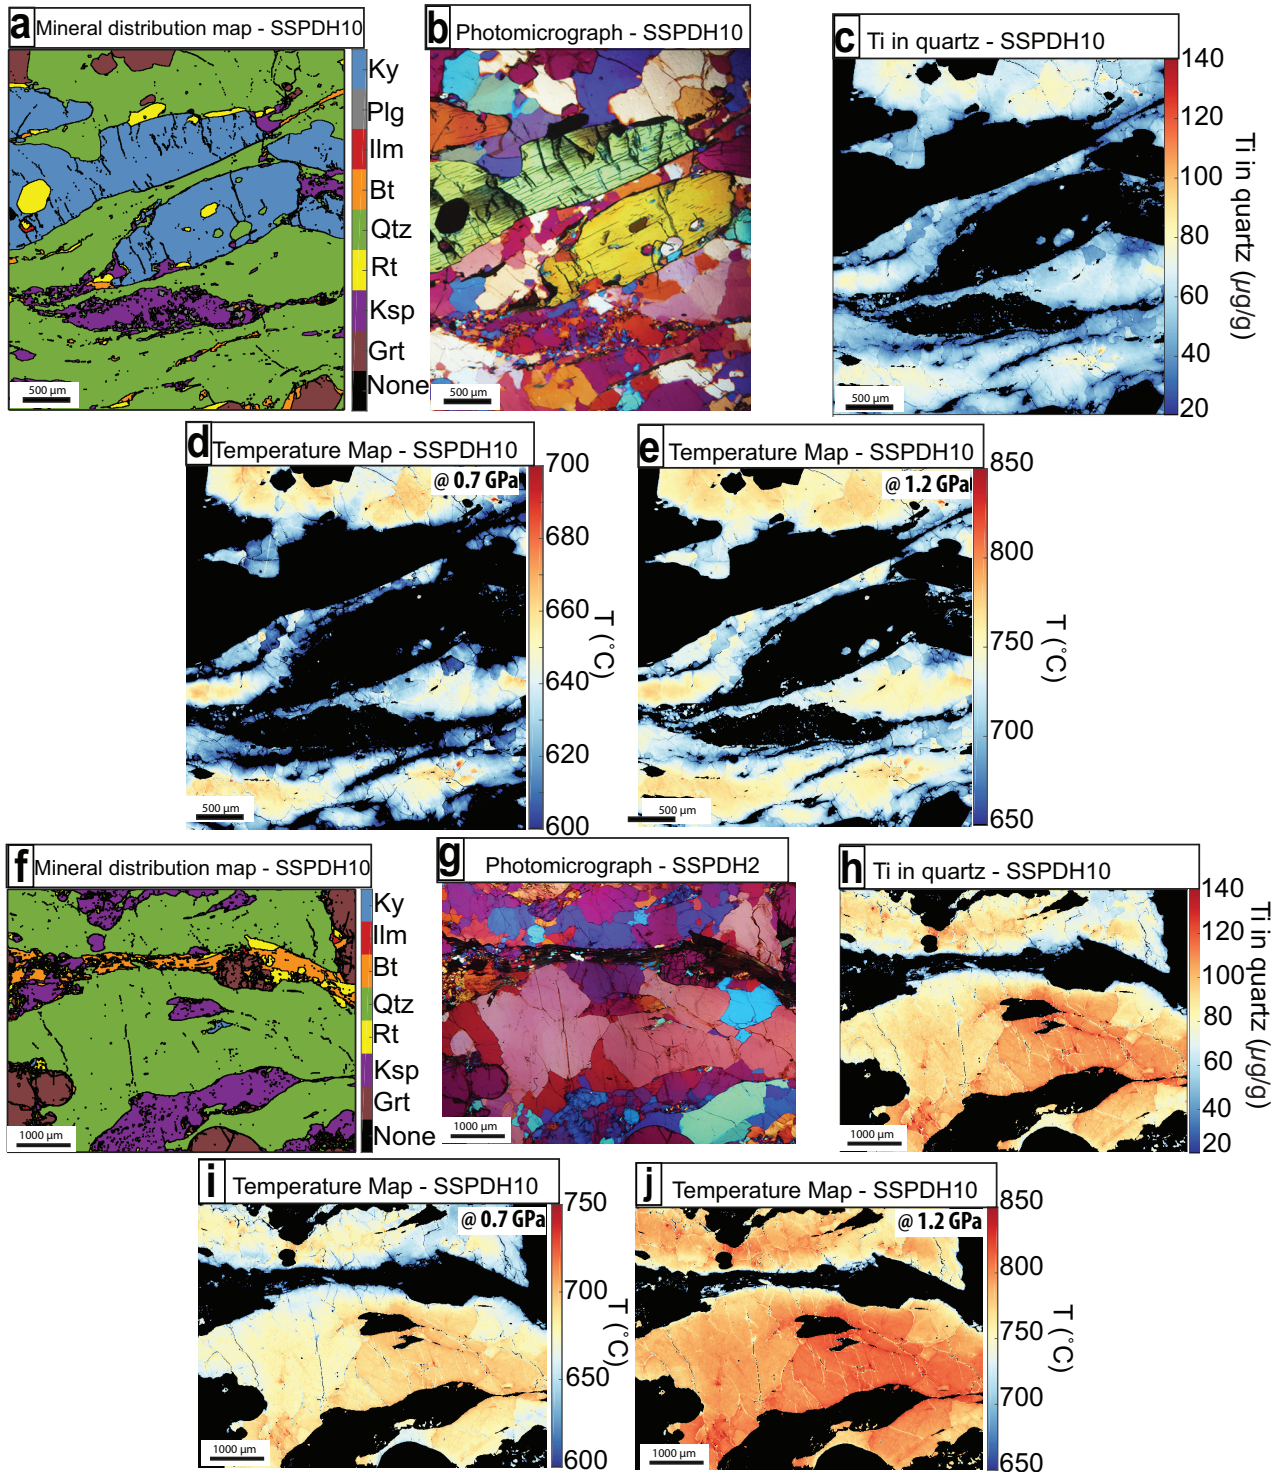 a Mineral distribution map - SSPDH10
Ky
Plg
Ilm
Bt
Qtz
Rt
Ksp
Grt
None
500 µm
b Photomicrograph - SSPDH10
500 µm
c Ti in quartz - SSPDH10
140
120
100
80
60
40
20
Ti in quartz (µg/g)
500 µm
d Temperature Map - SSPDH10
@ 0.7 GPa
700
680
660
640
620
600
T (°C)
500 µm
e Temperature Map - SSPDH10
@ 1.2 GPa
850
800
750
700
650
T (°C)
500 µm
f Mineral distribution map - SSPDH10
Ky
Ilm
Bt
Qtz
Rt
Ksp
Grt
None
1000 µm
g Photomicrograph - SSPDH2
1000 µm
h Ti in quartz - SSPDH10
140
120
100
80
60
40
20
Ti in quartz (µg/g)
1000 µm
i Temperature Map - SSPDH10
@ 0.7 GPa
750
700
650
600
T (°C)
1000 µm
j Temperature Map - SSPDH10
@ 1.2 GPa
850
800
750
700
650
T (°C)
1000 µm